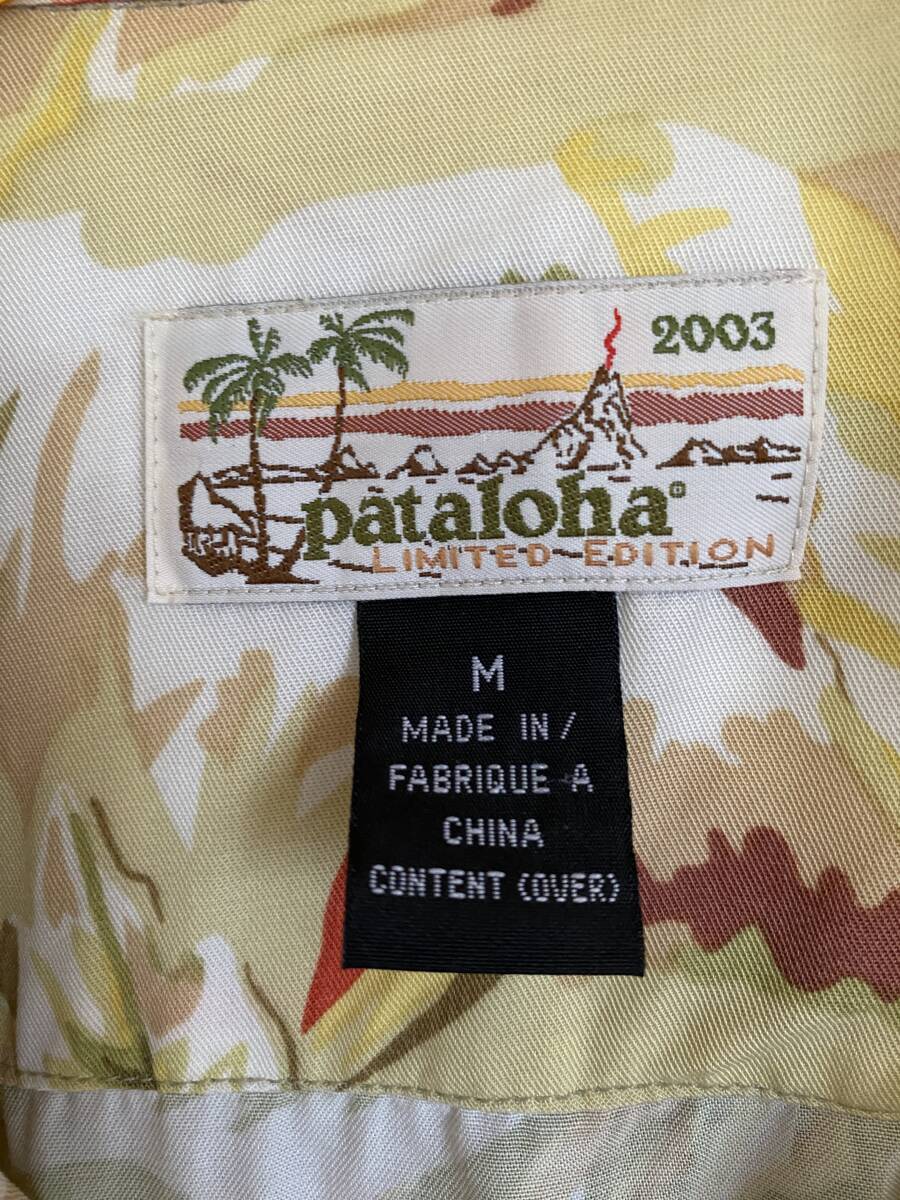 2003
pataloha®
LIMITED EDITION
M
MADE IN/
FABRIQUE A
CHINA
CONTENT (OVER)